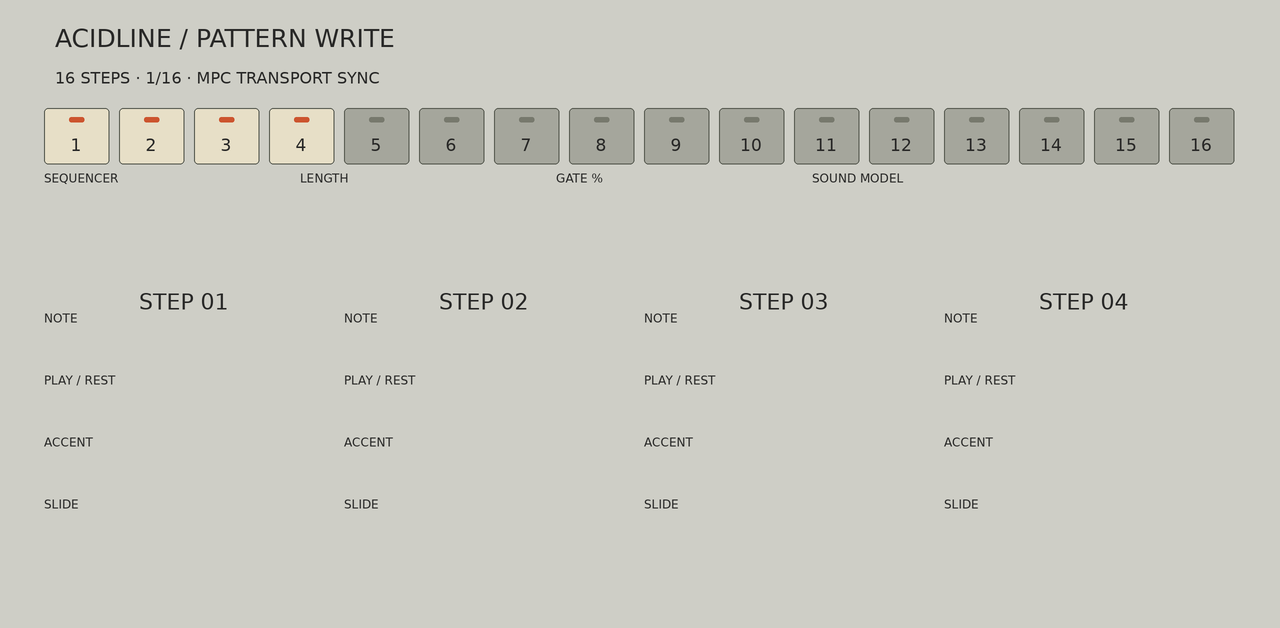 ACIDLINE / PATTERN WRITE
16 STEPS · 1/16 · MPC TRANSPORT SYNC
1 2 3 4 5 6 7 8 9 10 11 12 13 14 15 16
SEQUENCER LENGTH GATE % SOUND MODEL
STEP 01 STEP 02 STEP 03 STEP 04
NOTE NOTE NOTE NOTE
PLAY / REST PLAY / REST PLAY / REST PLAY / REST
ACCENT ACCENT ACCENT ACCENT
SLIDE SLIDE SLIDE SLIDE